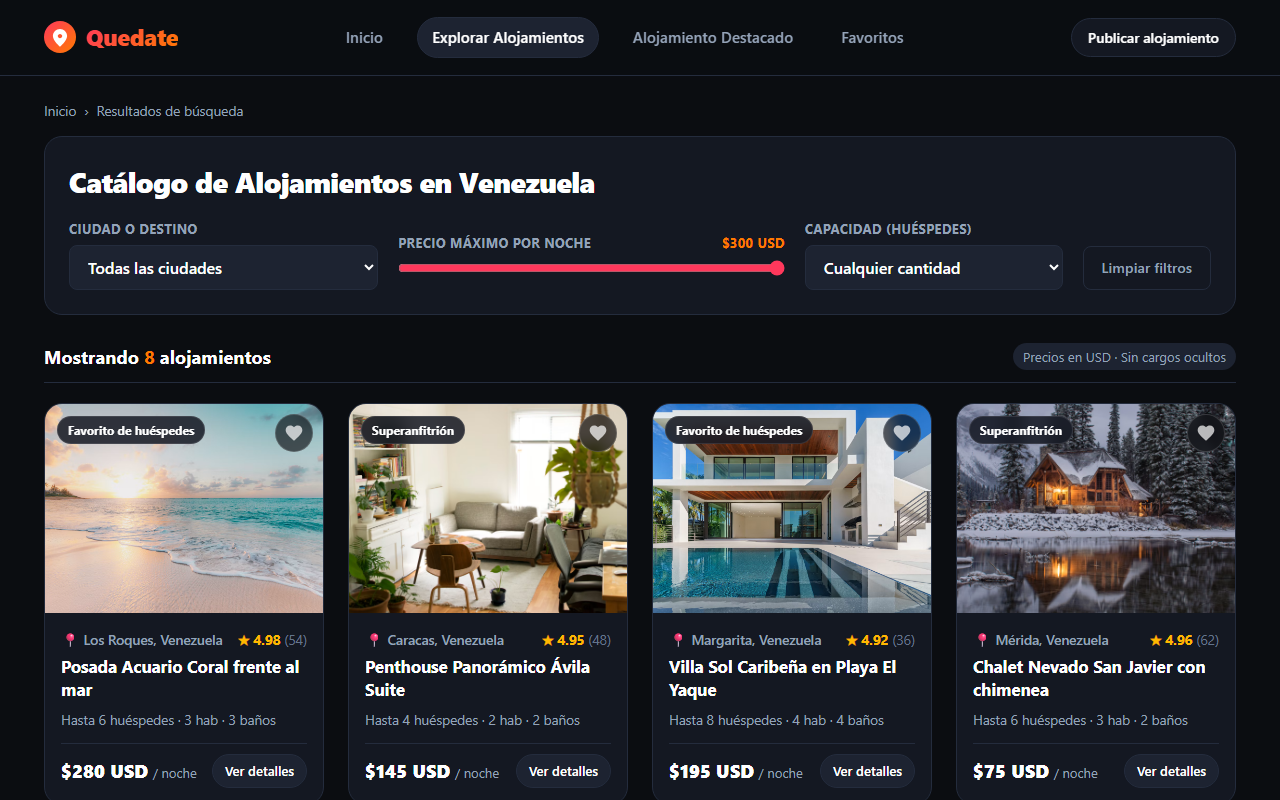 Quedate
Inicio
Explorar Alojamientos
Alojamiento Destacado
Favoritos
Publicar alojamiento
Inicio › Resultados de búsqueda
Catálogo de Alojamientos en Venezuela
CIUDAD O DESTINO
Todas las ciudades
PRECIO MÁXIMO POR NOCHE
$300 USD
CAPACIDAD (HUÉSPEDES)
Cualquier cantidad
Limpiar filtros
Mostrando 8 alojamientos
Precios en USD · Sin cargos ocultos
Favorito de huéspedes
Los Roques, Venezuela ★ 4.98 (54)
Posada Acuario Coral frente al
mar
Hasta 6 huéspedes · 3 hab · 3 baños
$280 USD / noche
Ver detalles
Superanfitrión
Caracas, Venezuela ★ 4.95 (48)
Penthouse Panorámico Ávila
Suite
Hasta 4 huéspedes · 2 hab · 2 baños
$145 USD / noche
Ver detalles
Favorito de huéspedes
Margarita, Venezuela ★ 4.92 (36)
Villa Sol Caribeña en Playa El
Yaque
Hasta 8 huéspedes · 4 hab · 4 baños
$195 USD / noche
Ver detalles
Superanfitrión
Mérida, Venezuela ★ 4.96 (62)
Chalet Nevado San Javier con
chimenea
Hasta 6 huéspedes · 3 hab · 2 baños
$75 USD / noche
Ver detalles